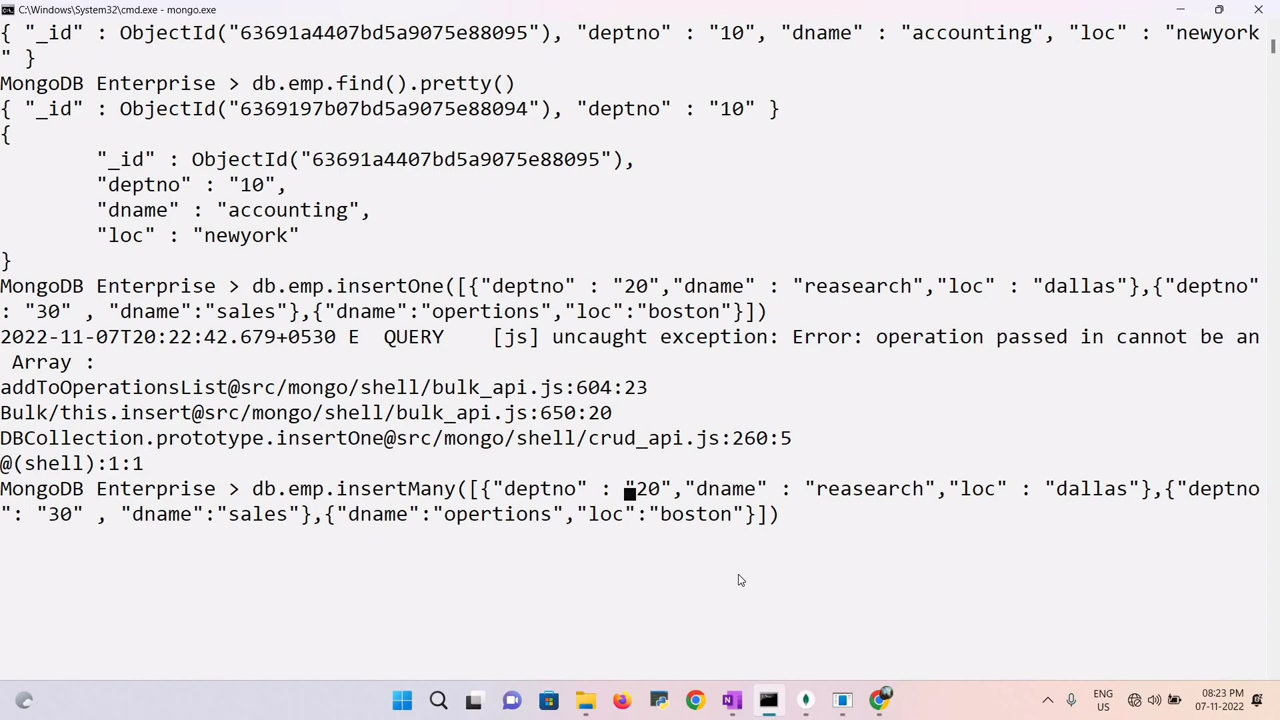 C:\Windows\System32\cmd.exe - mongo.exe
{ "_id" : ObjectId("63691a4407bd5a9075e88095"), "deptno" : "10", "dname" : "accounting", "loc" : "newyork
" }
MongoDB Enterprise > db.emp.find().pretty()
{ "_id" : ObjectId("6369197b07bd5a9075e88094"), "deptno" : "10" }
{
        "_id" : ObjectId("63691a4407bd5a9075e88095"),
        "deptno" : "10",
        "dname" : "accounting",
        "loc" : "newyork"
}
MongoDB Enterprise > db.emp.insertOne([{"deptno" : "20","dname" : "reasearch","loc" : "dallas"},{"deptno"
: "30" , "dname":"sales"},{"dname":"opertions","loc":"boston"}])
2022-11-07T20:22:42.679+0530 E  QUERY    [js] uncaught exception: Error: operation passed in cannot be an
 Array :
addToOperationsList@src/mongo/shell/bulk_api.js:604:23
Bulk/this.insert@src/mongo/shell/bulk_api.js:650:20
DBCollection.prototype.insertOne@src/mongo/shell/crud_api.js:260:5
@(shell):1:1
MongoDB Enterprise > db.emp.insertMany([{"deptno" : "20","dname" : "reasearch","loc" : "dallas"},{"deptno
": "30" , "dname":"sales"},{"dname":"opertions","loc":"boston"}])
ENG
US
08:23 PM
07-11-2022